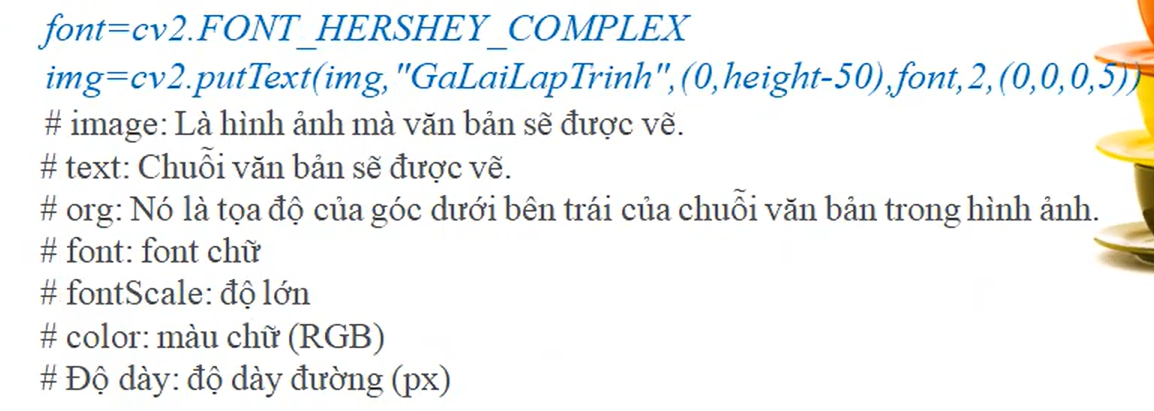 font=cv2.FONT_HERSHEY_COMPLEX
img=cv2.putText(img,"GaLaiLapTrinh",(0,height-50),font,2,(0,0,0,5))
# image: Là hình ảnh mà văn bản sẽ được vẽ.
# text: Chuỗi văn bản sẽ được vẽ.
# org: Nó là tọa độ của góc dưới bên trái của chuỗi văn bản trong hình ảnh.
# font: font chữ
# fontScale: độ lớn
# color: màu chữ (RGB)
# Độ dày: độ dày đường (px)